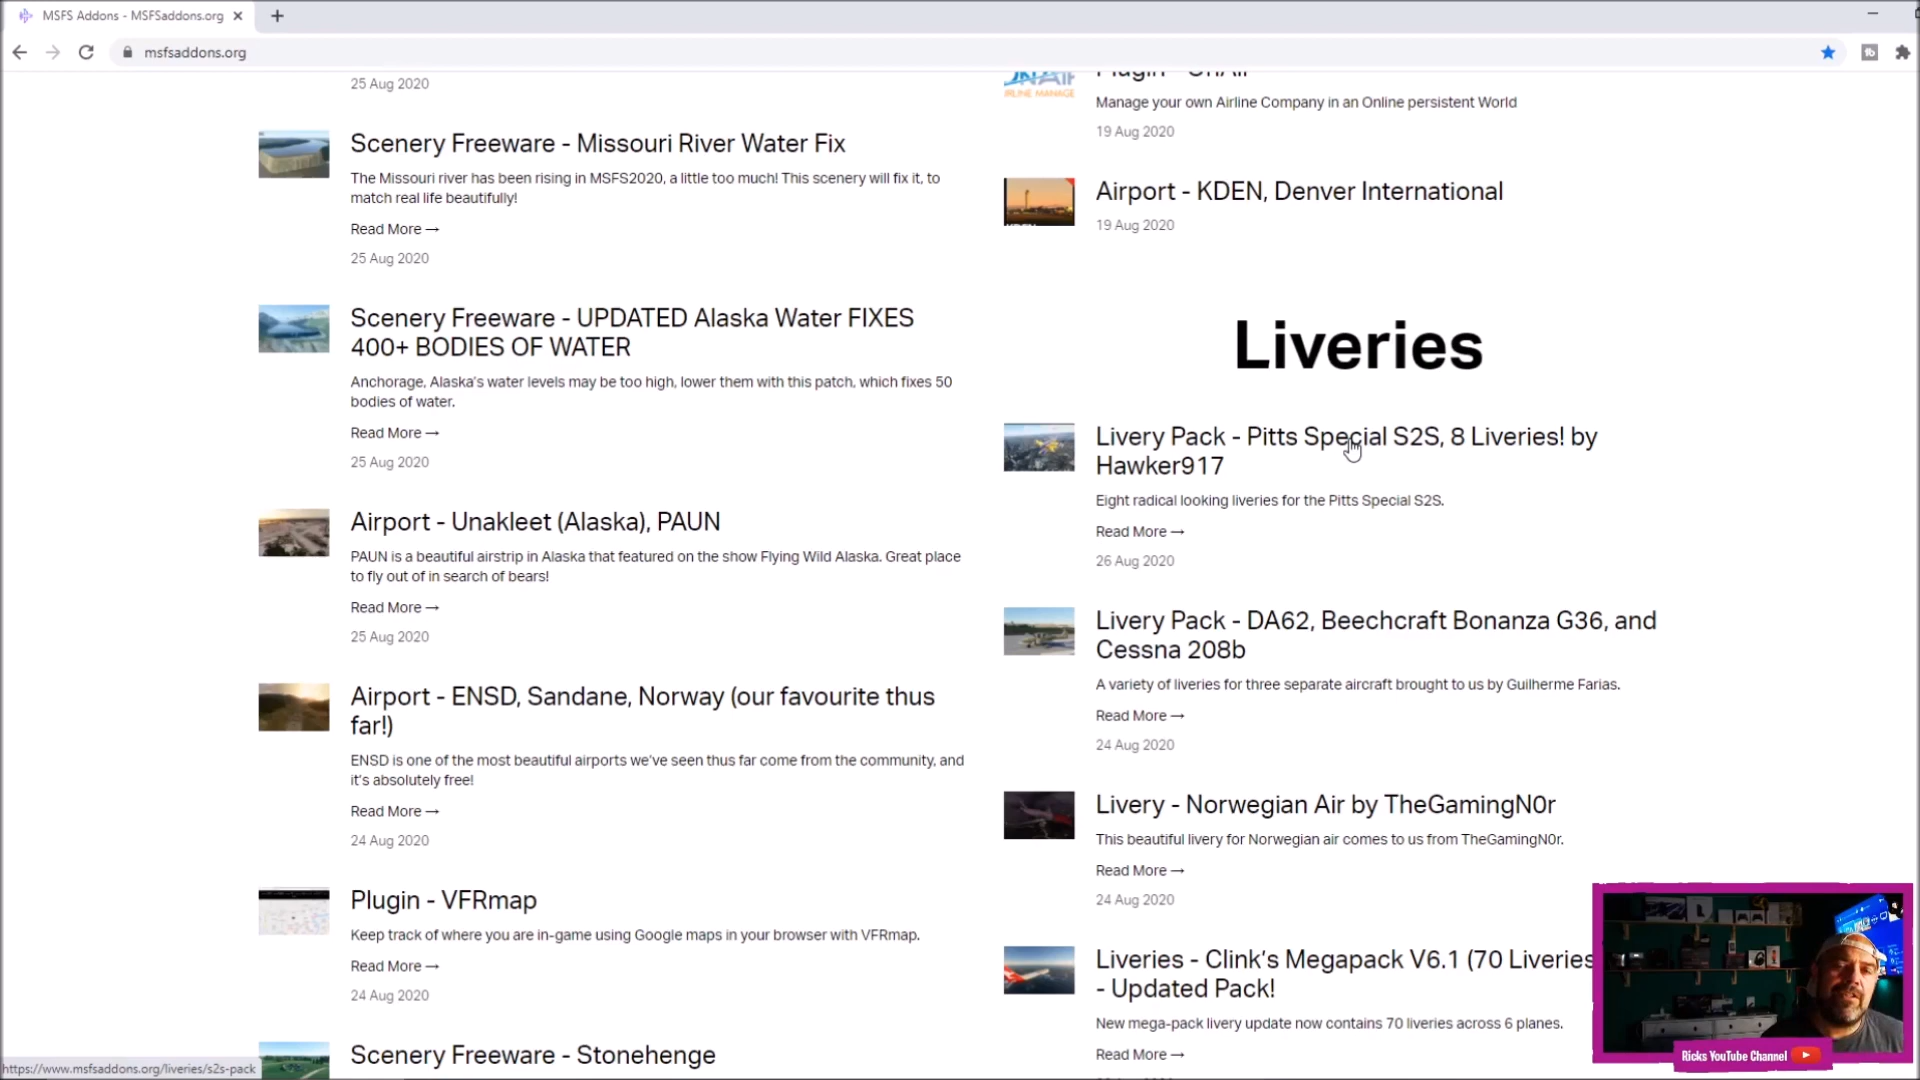 MSFS Addons - MSFSaddons.org
msfsaddons.org
25 Aug 2020
Scenery Freeware - Missouri River Water Fix
The Missouri river has been rising in MSFS2020, a little too much! This scenery will fix it, to
match real life beautifully!
Read More →
25 Aug 2020
Scenery Freeware - UPDATED Alaska Water FIXES
400+ BODIES OF WATER
Anchorage, Alaska's water levels may be too high, lower them with this patch, which fixes 50
bodies of water.
Read More →
25 Aug 2020
Airport - Unakleet (Alaska), PAUN
PAUN is a beautiful airstrip in Alaska that featured on the show Flying Wild Alaska. Great place
to fly out of in search of bears!
Read More →
25 Aug 2020
Airport - ENSD, Sandane, Norway (our favourite thus
far!)
ENSD is one of the most beautiful airports we've seen thus far come from the community, and
it's absolutely free!
Read More →
24 Aug 2020
Plugin - VFRmap
Keep track of where you are in-game using Google maps in your browser with VFRmap.
Read More →
24 Aug 2020
Scenery Freeware - Stonehenge
https://www.msfsaddons.org/liveries/s2s-pack
Plugin - OnAir
Manage your own Airline Company in an Online persistent World
19 Aug 2020
Airport - KDEN, Denver International
19 Aug 2020
Liveries
Livery Pack - Pitts Special S2S, 8 Liveries! by
Hawker917
Eight radical looking liveries for the Pitts Special S2S.
Read More →
26 Aug 2020
Livery Pack - DA62, Beechcraft Bonanza G36, and
Cessna 208b
A variety of liveries for three separate aircraft brought to us by Guilherme Farias.
Read More →
24 Aug 2020
Livery - Norwegian Air by TheGamingN0r
This beautiful livery for Norwegian air comes to us from TheGamingN0r.
Read More →
24 Aug 2020
Liveries - Clink's Megapack V6.1 (70 Liveries
- Updated Pack!
New mega-pack livery update now contains 70 liveries across 6 planes.
Read More →
Ricks YouTube Channel